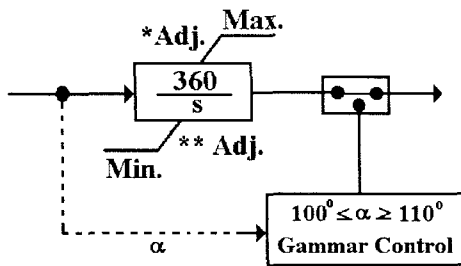 Max.
*Adj.
360
s
** Adj.
Min.
100° ≤ α ≥ 110°
Gammar Control
α